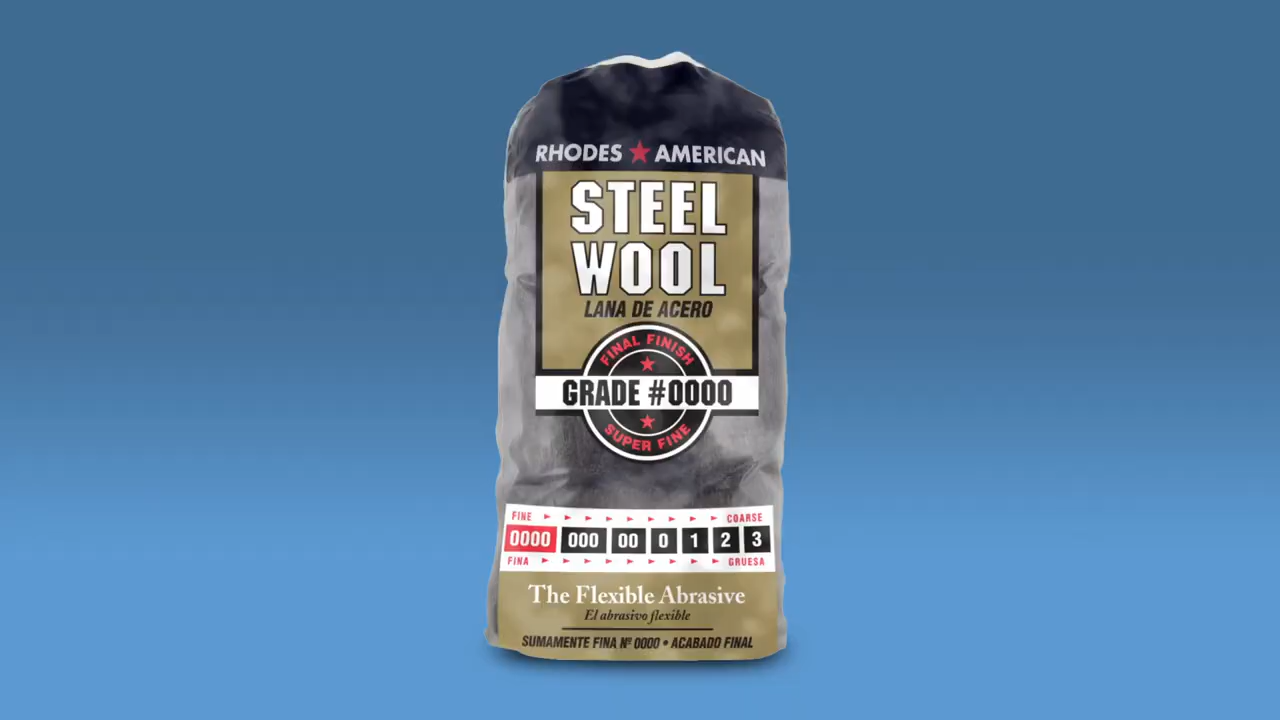 RHODES ★ AMERICAN
STEEL
WOOL
LANA DE ACERO
FINAL FINISH
GRADE #0000
SUPER FINE
FINE COARSE
0000 000 00 0 1 2 3
FINA GRUESA
The Flexible Abrasive
El abrasivo flexible
SUMAMENTE FINA Nº 0000 • ACABADO FINAL